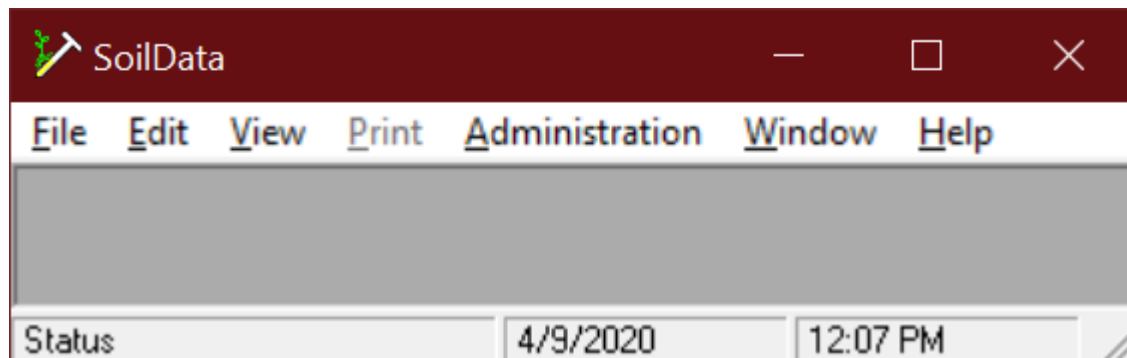 SoilData
File Edit View Print Administration Window Help
Status 4/9/2020 12:07 PM